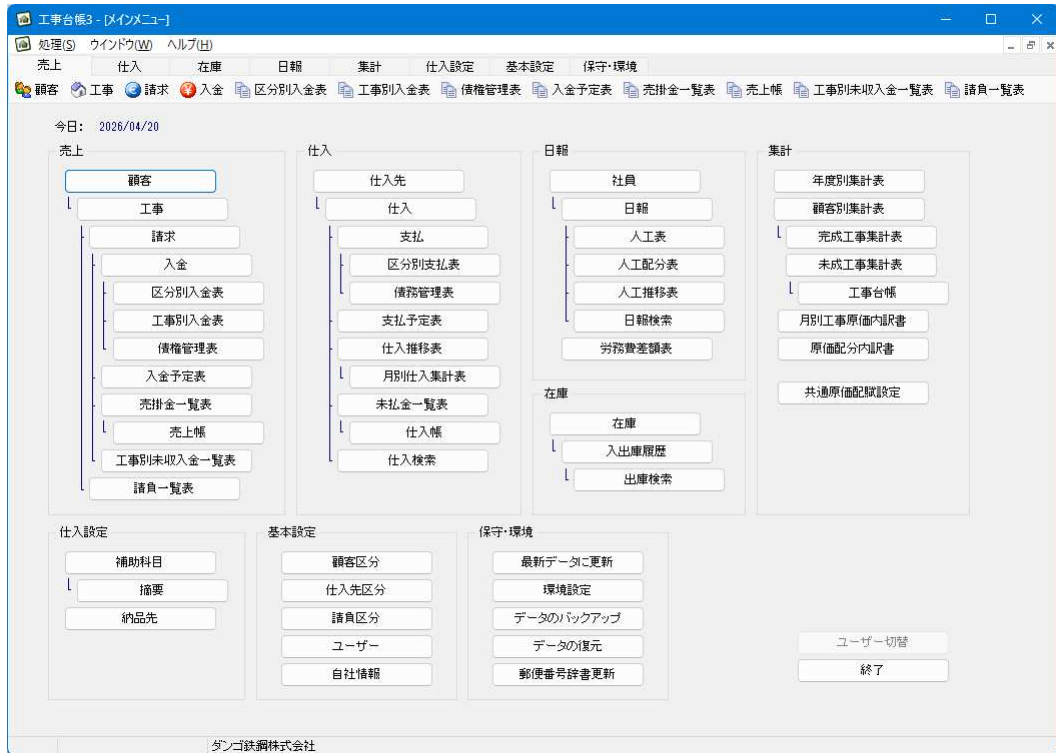 工事台帳3 - [メインメニュー]
処理(S) ウインドウ(W) ヘルプ(H)
売上 仕入 在庫 日報 集計 仕入設定 基本設定 保守・環境
顧客 工事 請求 入金 区分別入金表 工事別入金表 債権管理表 入金予定表 売掛金一覧表 売上帳 工事別未収入金一覧表 請負一覧表
今日： 2026/04/20
売上
顧客
工事
請求
入金
区分別入金表
工事別入金表
債権管理表
入金予定表
売掛金一覧表
売上帳
工事別未収入金一覧表
請負一覧表
仕入
仕入先
仕入
支払
区分別支払表
債務管理表
支払予定表
仕入推移表
月別仕入集計表
未払金一覧表
仕入帳
仕入検索
日報
社員
日報
人工表
人工配分表
人工推移表
日報検索
労務費差額表
在庫
在庫
入出庫履歴
出庫検索
集計
年度別集計表
顧客別集計表
完成工事集計表
未成工事集計表
工事台帳
月別工事原価内訳書
原価配分内訳書
共通原価配賦設定
仕入設定
補助科目
摘要
納品先
基本設定
顧客区分
仕入先区分
請負区分
ユーザー
自社情報
保守・環境
最新データに更新
環境設定
データのバックアップ
データの復元
郵便番号辞書更新
ユーザー切替
終了
ダンゴ鉄鋼株式会社